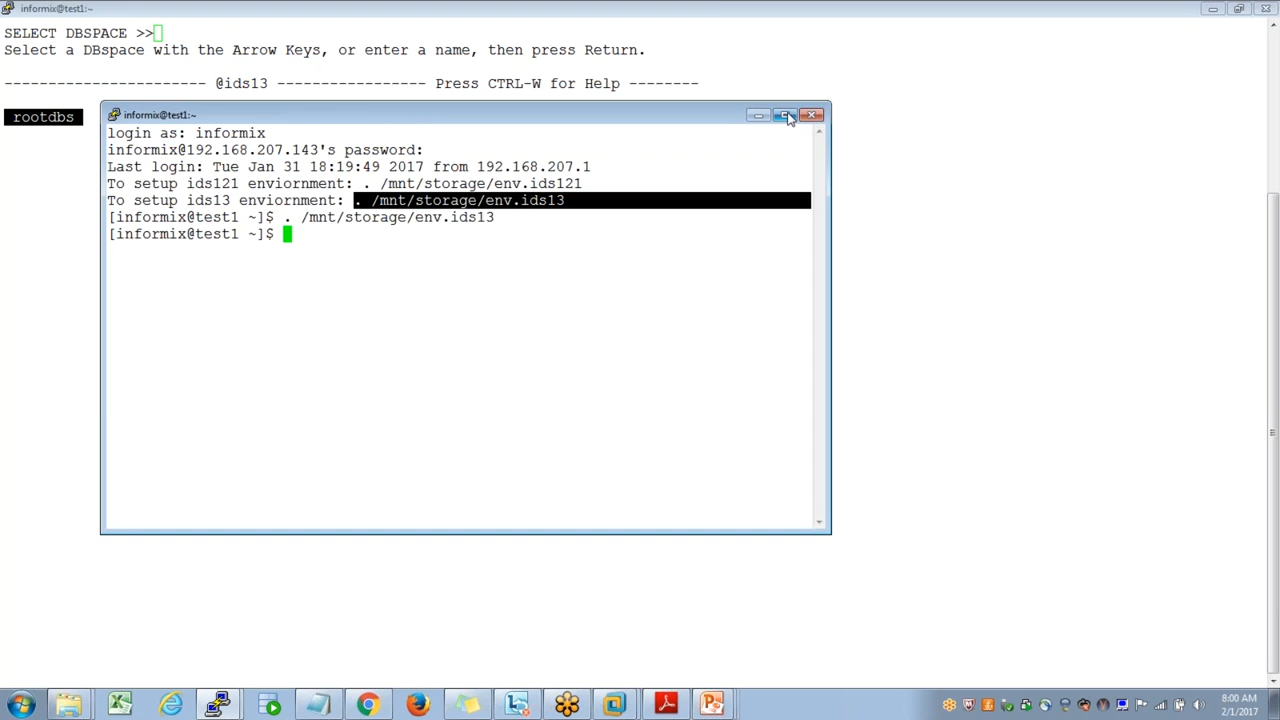 informix@test1:~
SELECT DBSPACE >>
Select a DBspace with the Arrow Keys, or enter a name, then press Return.
----------------------- @ids13 ----------------- Press CTRL-W for Help --------
rootdbs
informix@test1:~
login as: informix
informix@192.168.207.143's password:
Last login: Tue Jan 31 18:19:49 2017 from 192.168.207.1
To setup ids121 enviornment: . /mnt/storage/env.ids121
To setup ids13 enviornment: . /mnt/storage/env.ids13
[informix@test1 ~]$ . /mnt/storage/env.ids13
[informix@test1 ~]$
8:00 AM
2/1/2017